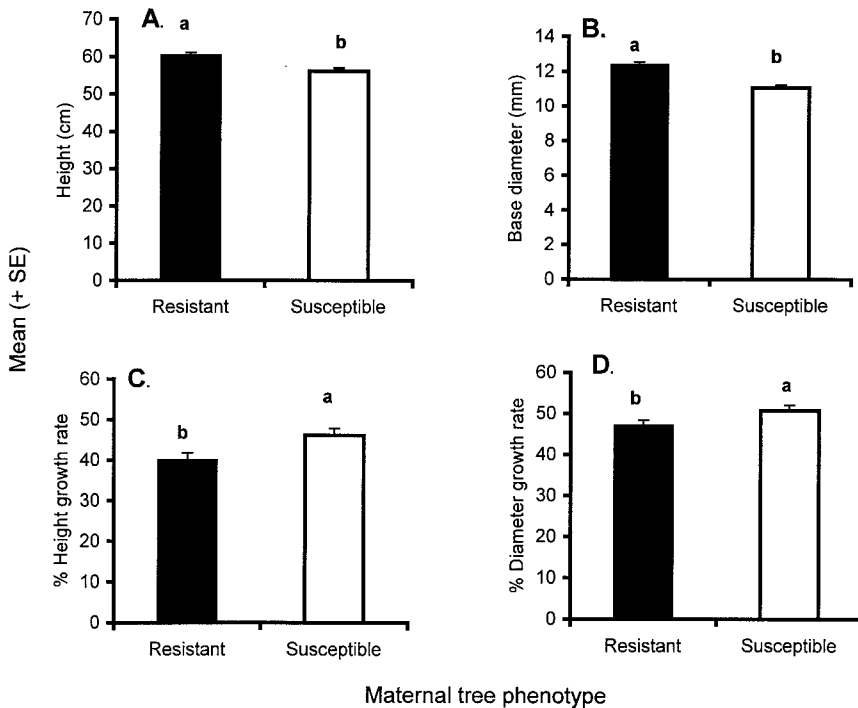 Mean (+ SE)
A.
Height (cm)
70
60
50
40
30
20
10
0
a
b
Resistant
Susceptible
B.
Base diameter (mm)
14
12
10
8
6
4
2
0
a
b
Resistant
Susceptible
C.
% Height growth rate
60
50
40
30
20
10
0
b
a
Resistant
Susceptible
D.
% Diameter growth rate
60
50
40
30
20
10
0
b
a
Resistant
Susceptible
Maternal tree phenotype